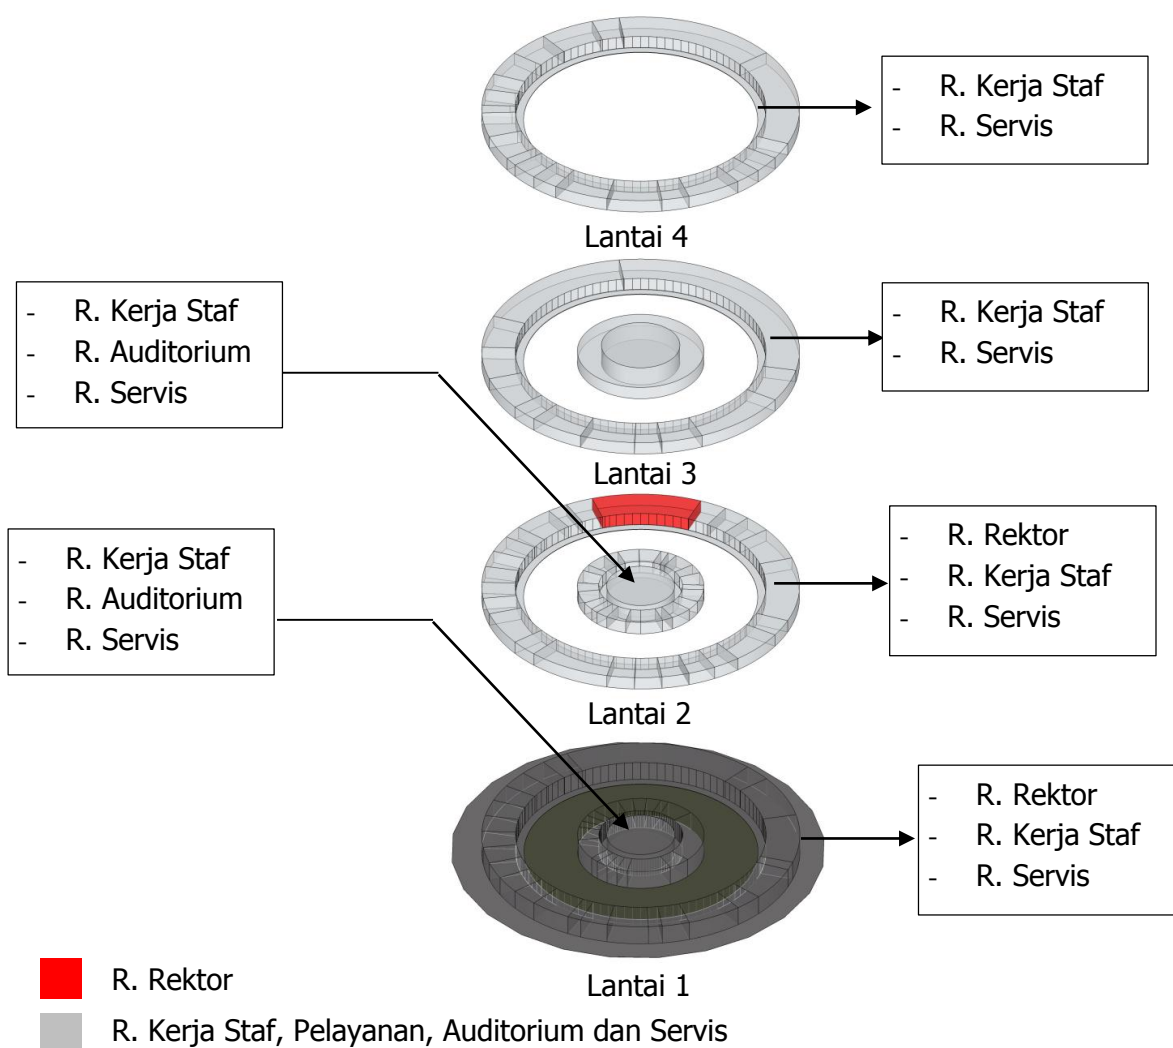 - R. Kerja Staf
- R. Servis
Lantai 4
- R. Kerja Staf
- R. Auditorium
- R. Servis
- R. Kerja Staf
- R. Servis
Lantai 3
- R. Kerja Staf
- R. Auditorium
- R. Servis
- R. Rektor
- R. Kerja Staf
- R. Servis
Lantai 2
- R. Rektor
- R. Kerja Staf
- R. Servis
Lantai 1
R. Rektor
R. Kerja Staf, Pelayanan, Auditorium dan Servis